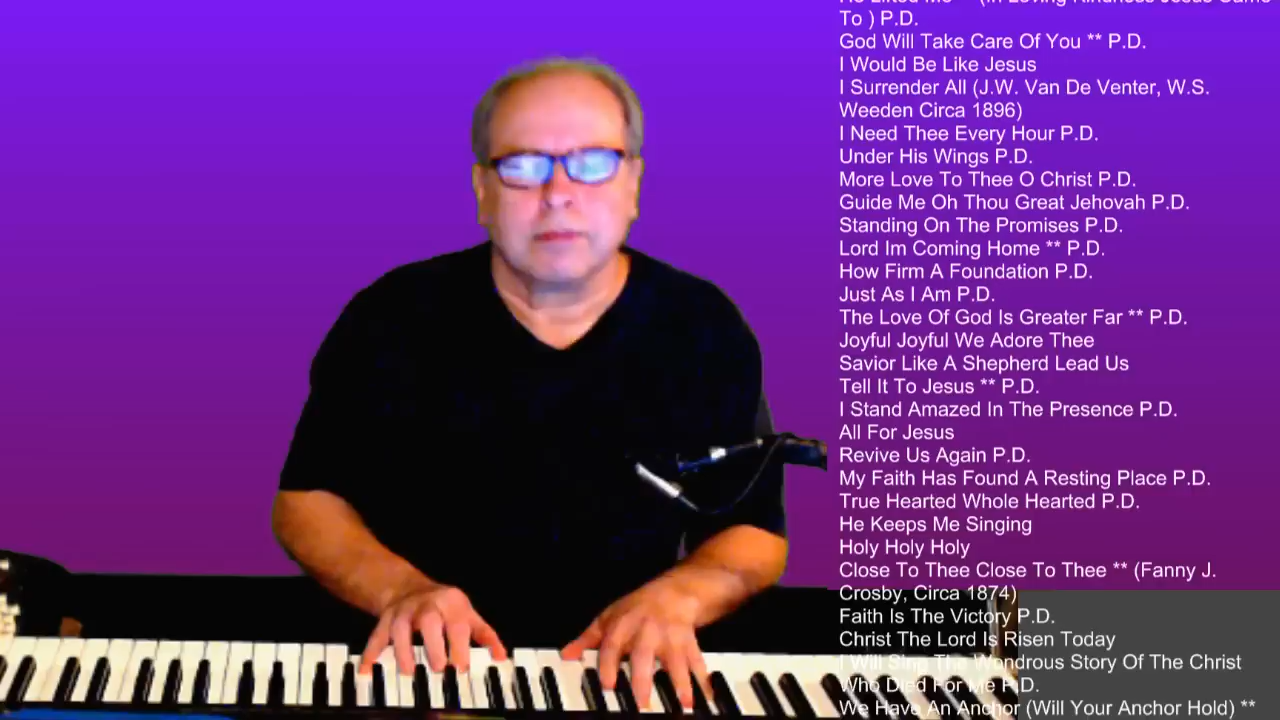 To ) P.D.
God Will Take Care Of You ** P.D.
I Would Be Like Jesus
I Surrender All (J.W. Van De Venter, W.S.
Weeden Circa 1896)
I Need Thee Every Hour P.D.
Under His Wings P.D.
More Love To Thee O Christ P.D.
Guide Me Oh Thou Great Jehovah P.D.
Standing On The Promises P.D.
Lord Im Coming Home ** P.D.
How Firm A Foundation P.D.
Just As I Am P.D.
The Love Of God Is Greater Far ** P.D.
Joyful Joyful We Adore Thee
Savior Like A Shepherd Lead Us
Tell It To Jesus ** P.D.
I Stand Amazed In The Presence P.D.
All For Jesus
Revive Us Again P.D.
My Faith Has Found A Resting Place P.D.
True Hearted Whole Hearted P.D.
He Keeps Me Singing
Holy Holy Holy
Close To Thee Close To Thee ** (Fanny J.
Crosby, Circa 1874)
Faith Is The Victory P.D.
Christ The Lord Is Risen Today
I Will Sing The Wondrous Story Of The Christ
Who Died For Me P.D.
We Have An Anchor (Will Your Anchor Hold) **